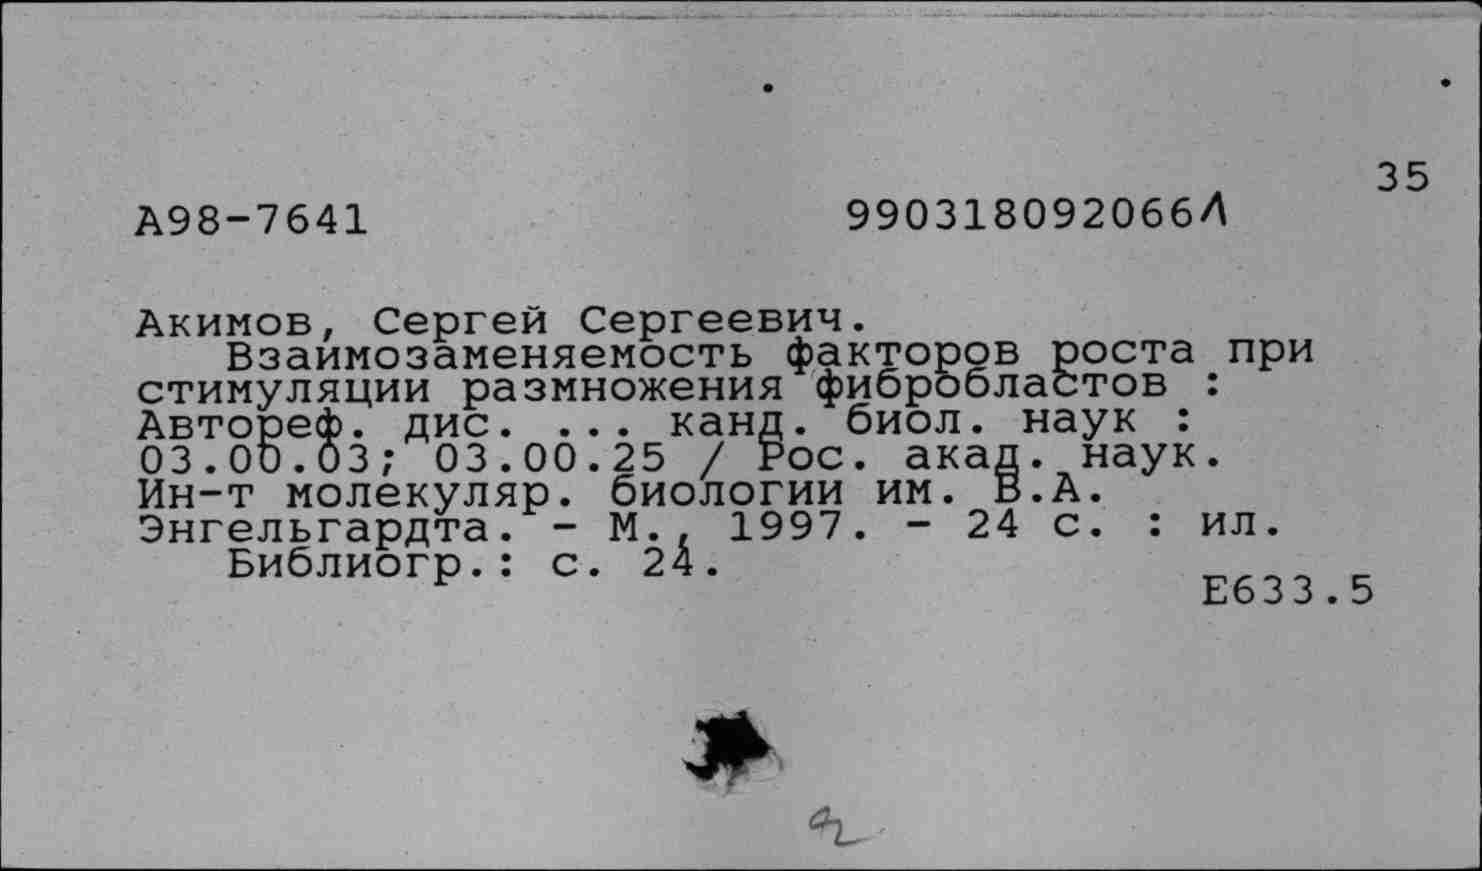 35
А98-7641 990318092066Л
Акимов, Сергей Сергеевич.
Взаимозаменяемость факторов роста при
стимуляции размножения фибробластов :
Автореф. дис. ... канд. биол. наук :
03.00.03; 03.00.25 / Рос. акад. наук.
Ин-т молекуляр. биологии им. В.А.
Энгельгардта. - М., 1997. - 24 с. : ил.
Библиогр.: с. 24.
Е633.5